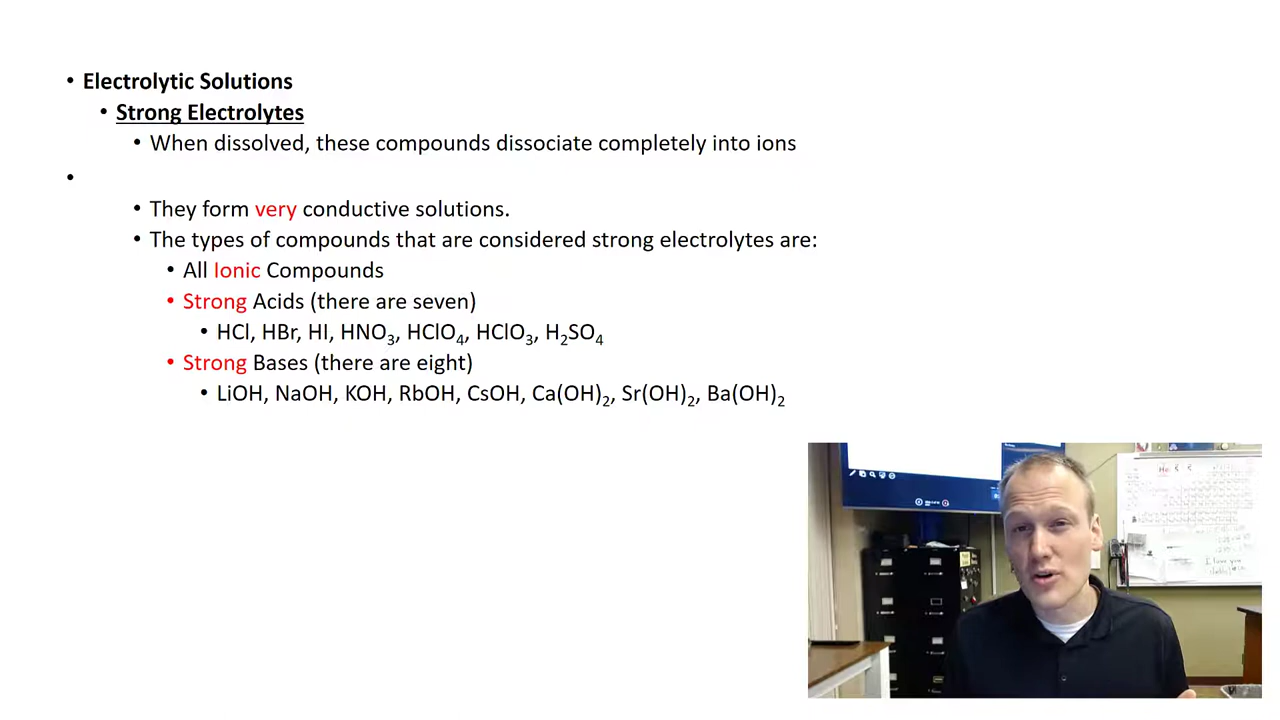 • Electrolytic Solutions
• Strong Electrolytes
• When dissolved, these compounds dissociate completely into ions
•
• They form very conductive solutions.
• The types of compounds that are considered strong electrolytes are:
• All Ionic Compounds
• Strong Acids (there are seven)
• HCl, HBr, HI, HNO₃, HClO₄, HClO₃, H₂SO₄
• Strong Bases (there are eight)
• LiOH, NaOH, KOH, RbOH, CsOH, Ca(OH)₂, Sr(OH)₂, Ba(OH)₂
I love you